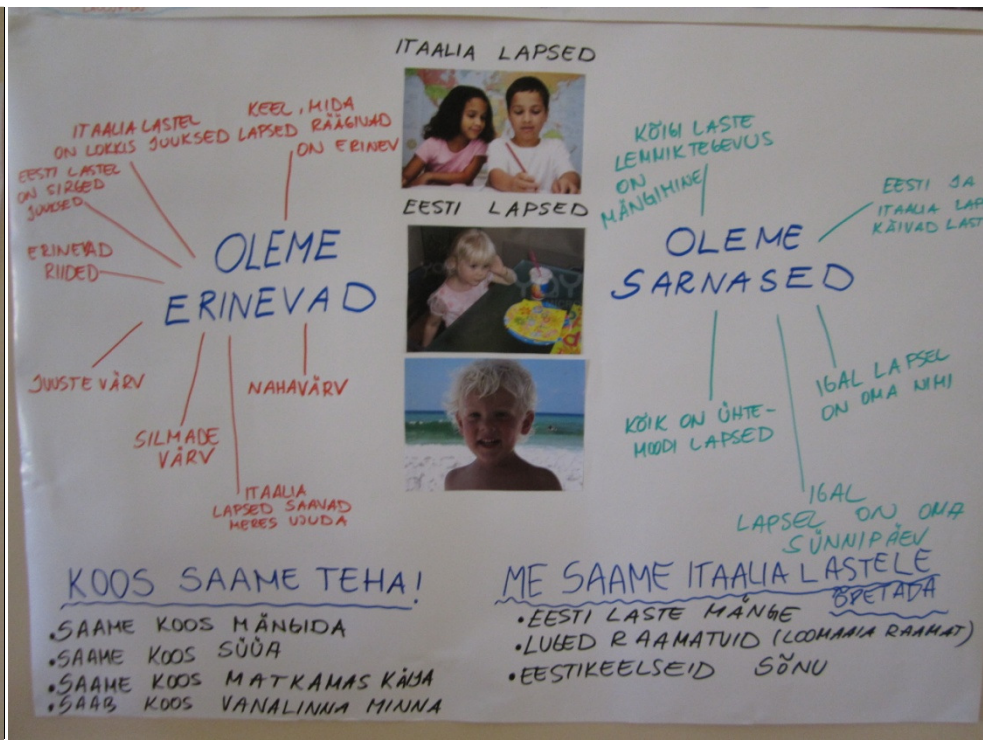 ITAALIA LAPSED
EESTI LAPSED
OLEME
ERINEVAD
ITAALIA LASTEL
ON LOKKIS JUUKSED
KEEL, MIDA
LAPSED RÄÄGIVAD
ON ERINEV
EESTI LASTEL
ON SIRGED
JUUKSED
ERINEVAD
RIIDED
JUUSTE VÄRV
SILMADE
VÄRV
ITAALIA
LAPSED SAAVAD
MERES UJUDA
NAHAVÄRV
OLEME
SARNASED
KÕIGI LASTE
LEMMIKTEGEVUS
ON
MÄNGIMINE
EESTI JA
ITAALIA LAP
KÄIVAD LAST
KÕIK ON ÜHTE-
MOODI LAPSED
IGAL LAPSEL
ON OMA NIMI
IGAL
LAPSEL ON OMA
SÜNNIPÄEV
KOOS SAAME TEHA!
•SAAME KOOS MÄNGIDA
•SAAME KOOS SÜÜA
•SAAME KOOS MATKAMAS KÄIJA
•SAAB KOOS VANALINNA MINNA
ME SAAME ITAALIA LASTELE
ÕPETADA
•EESTI LASTE MÄNGE
•LUGED RAAMATUID (LOOMAAIA RAAMAT)
•EESTIKEELSEID SÕNU